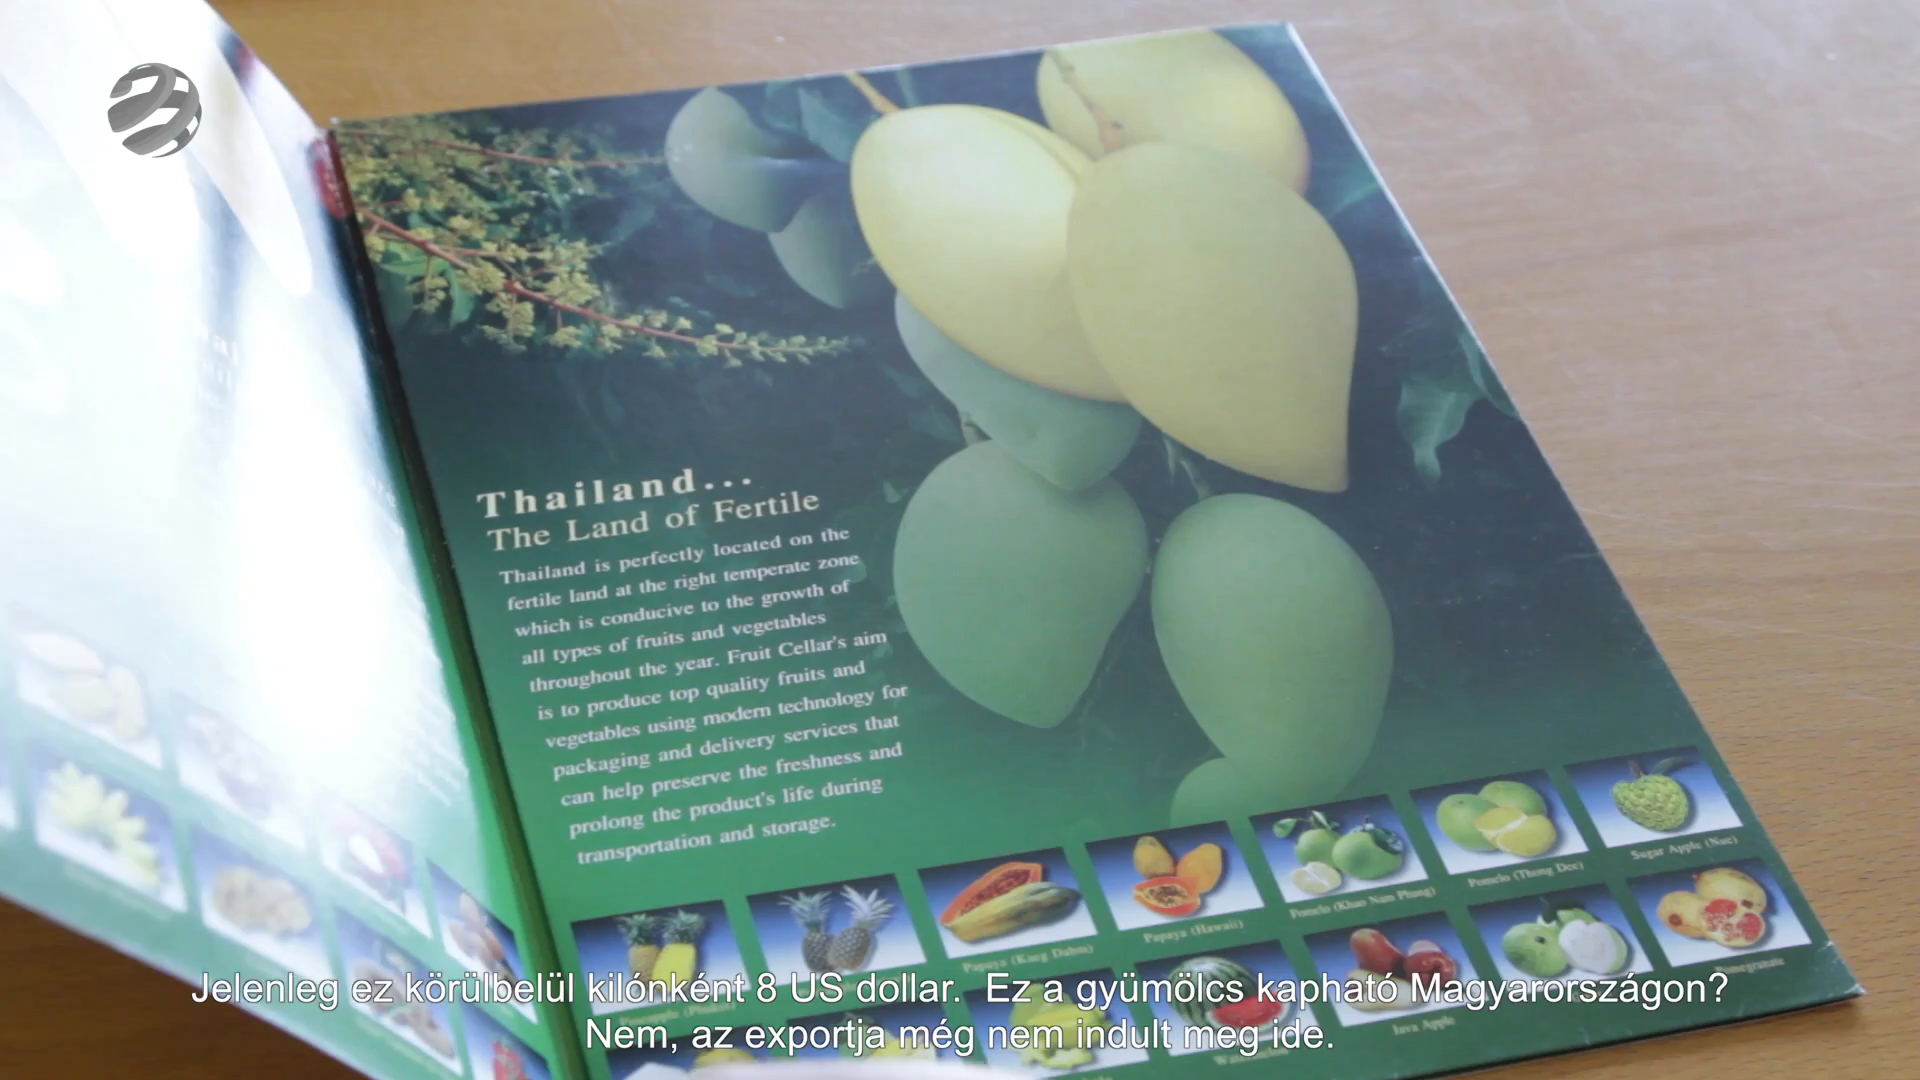 Thailand...
The Land of Fertile
Thailand is perfectly located on the
fertile land at the right temperate zone
which is conducive to the growth of
all types of fruits and vegetables
throughout the year. Fruit Cellar's aim
is to produce top quality fruits and
vegetables using modern technology for
packaging and delivery services that
can help preserve the freshness and
prolong the product's life during
transportation and storage.
Sugar Apple (Nuc)
Pomelo (Thong Dee)
Pomelo (Khao Nam Phung)
Papaya (Hawaii)
Papaya (Kang Dahm)
Pineapple (Phuket)
Pomegranate
Java Apple
Watermelon
Jelenleg ez körülbelül kilónként 8 US dollar. Ez a gyümölcs kapható Magyarországon?
Nem, az exportja még nem indult meg ide.